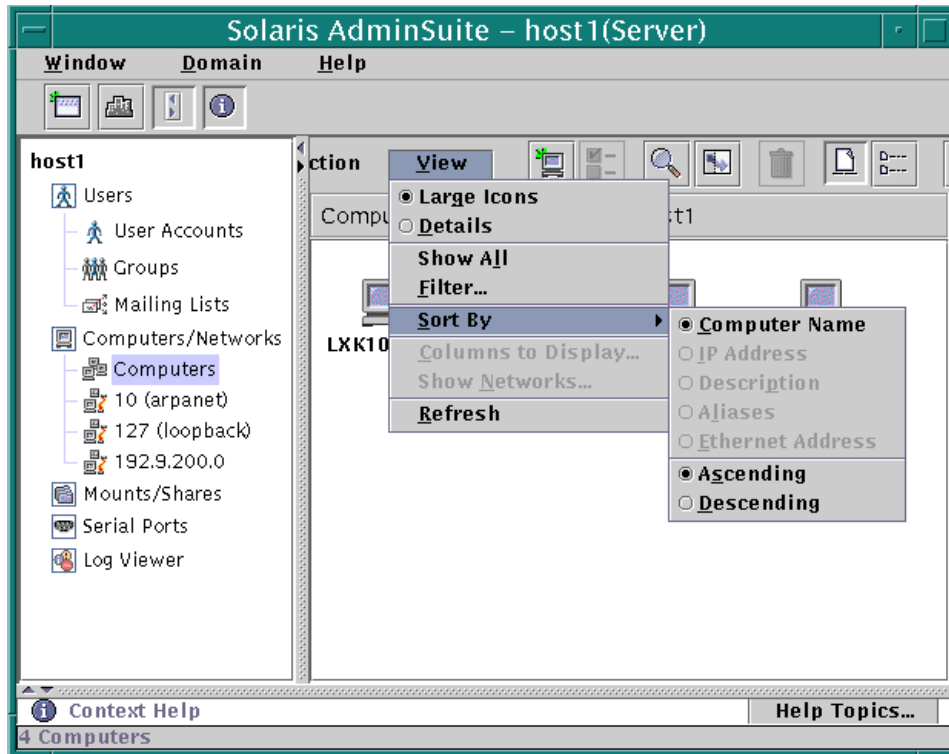 Solaris AdminSuite – host1(Server)
Window Domain Help
host1
Users
User Accounts
Groups
Mailing Lists
Computers/Networks
Computers
10 (arpanet)
127 (loopback)
192.9.200.0
Mounts/Shares
Serial Ports
Log Viewer
ction View
Compu
t1
LXK10
Large Icons
Details
Show All
Filter...
Sort By
Columns to Display...
Show Networks...
Refresh
Computer Name
IP Address
Description
Aliases
Ethernet Address
Ascending
Descending
Context Help
Help Topics...
4 Computers